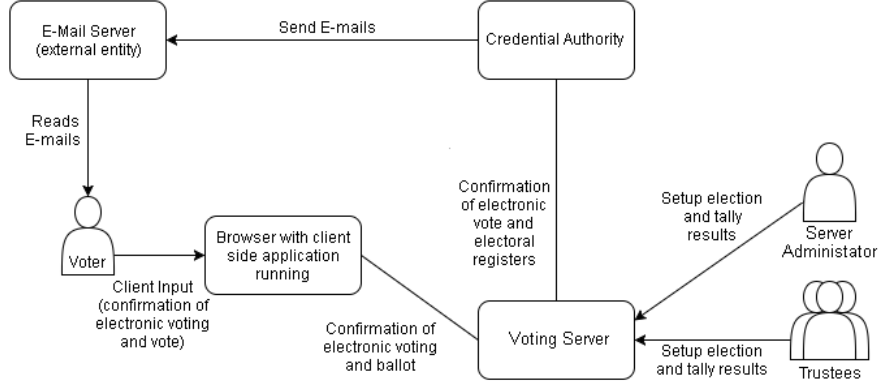 E-Mail Server
(external entity)
Send E-mails
Credential Authority
Reads
E-mails
Confirmation
of electronic
vote and
electoral
registers
Setup election
and tally
results
Server
Administator
Voter
Browser with client
side application
running
Client Input
(confirmation of
electronic voting
and vote)
Confirmation of
electronic voting
and ballot
Voting Server
Setup election
and tally results
Trustees